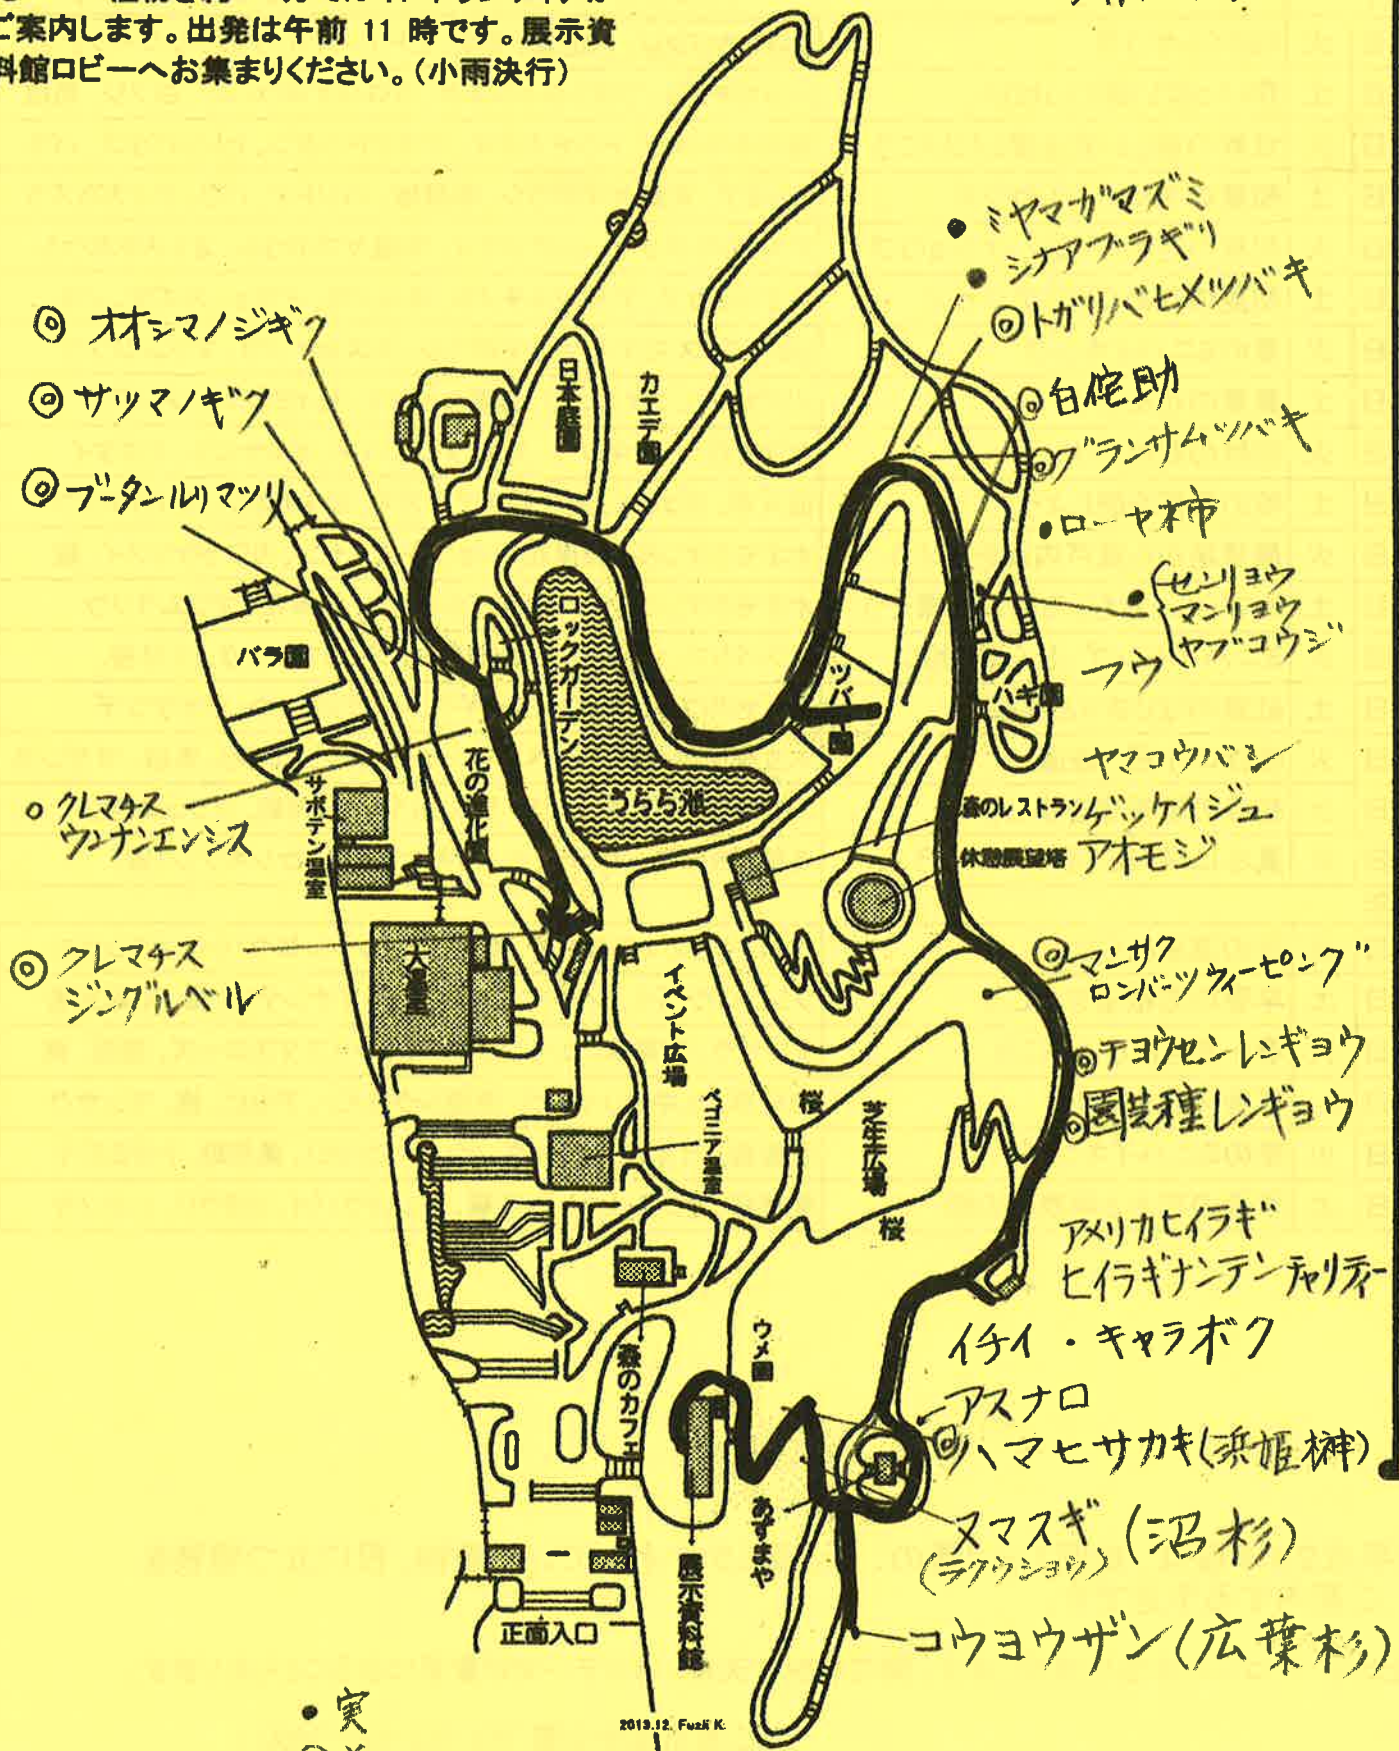 ご案内します。出発は午前 11 時です。展示資
料館ロビーへお集まりください。（小雨決行）
● ミヤマガマズミ
● シナアブラギリ
◎トガリバヒメツバキ
◎白侘助
◎グランサムツバキ
●ローヤ柿
● センリョウ
マンリョウ
ヤブコウジ
フウ
◎ オオシマノジギク
◎ サツマノギク
◎ブータンルリマツリ
日本庭園
カエデ園
バラ園
ロックガーデン
うらら池
ツバキ園
ハギ園
花の進化園
サボテン温室
○ クレマチス
ウンナンエンシス
ヤマコウバシ
森のレストラン
ゲッケイジュ
休憩展望塔
アオモジ
◎ クレマチス
ジングルベル
大温室
イベント広場
◎マンサク
ロンバーツウィーピング
◎チョウセンレンギョウ
◎園芸種レンギョウ
ベゴニア温室
桜
芝生広場
桜
アメリカヒイラギ
ヒイラギナンテンチャリティー
イチイ・キャラボク
アスナロ
◎ハマヒサカキ(浜姫榊)
ウメ園
森のカフェ
あずまや
ヌマスギ (沼杉)
(ラクウショウ)
コウヨウザン(広葉杉)
展示資料館
正面入口
● 実
2013.12. Fuzii K.